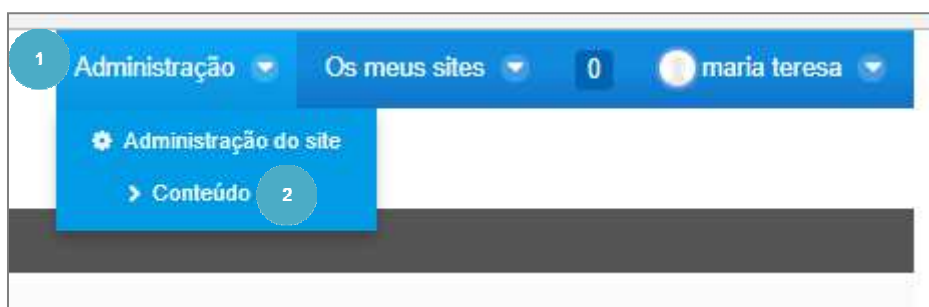 1 Administração Os meus sites 0 maria teresa
Administração do site
Conteúdo 2